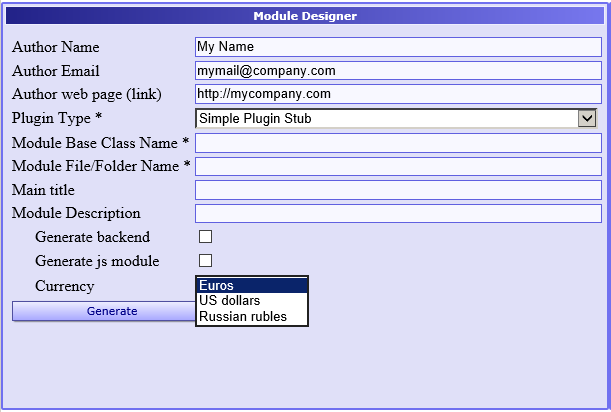 Module Designer
Author Name My Name
Author Email mymail@company.com
Author web page (link) http://mycompany.com
Plugin Type * Simple Plugin Stub
Module Base Class Name *
Module File/Folder Name *
Main title
Module Description
Generate backend
Generate js module
Currency Euros
US dollars
Generate Russian rubles